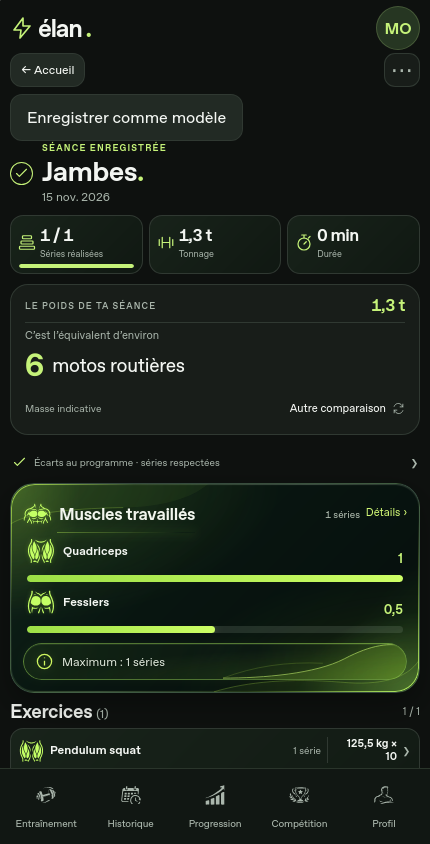 élan.
MO
← Accueil
...
Enregistrer comme modèle
SÉANCE ENREGISTRÉE
Jambes.
15 nov. 2026
1 / 1
Séries réalisées
1,3 t
Tonnage
0 min
Durée
LE POIDS DE TA SÉANCE
1,3 t
C'est l'équivalent d'environ
6 motos routières
Masse indicative
Autre comparaison
Écarts au programme · séries respectées
Muscles travaillés
1 séries
Détails ›
Quadriceps
1
Fessiers
0,5
Maximum : 1 séries
Exercices (1)
1 / 1
Pendulum squat
1 série
125,5 kg ×
10
Entraînement
Historique
Progression
Compétition
Profil